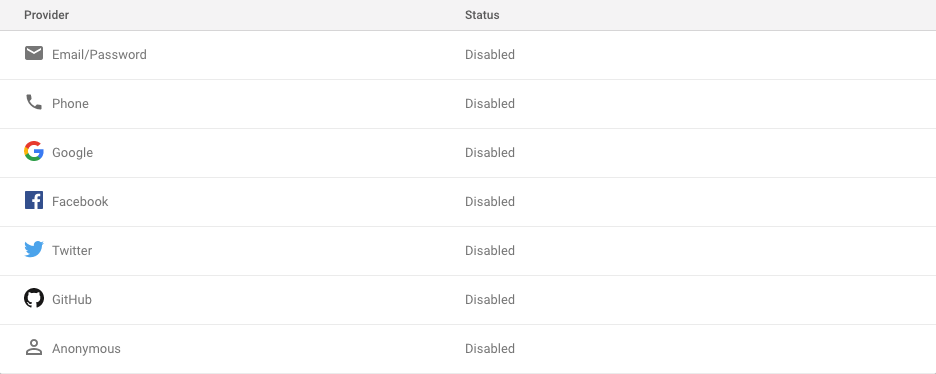 Provider Status
Email/Password Disabled
Phone Disabled
Google Disabled
Facebook Disabled
Twitter Disabled
GitHub Disabled
Anonymous Disabled